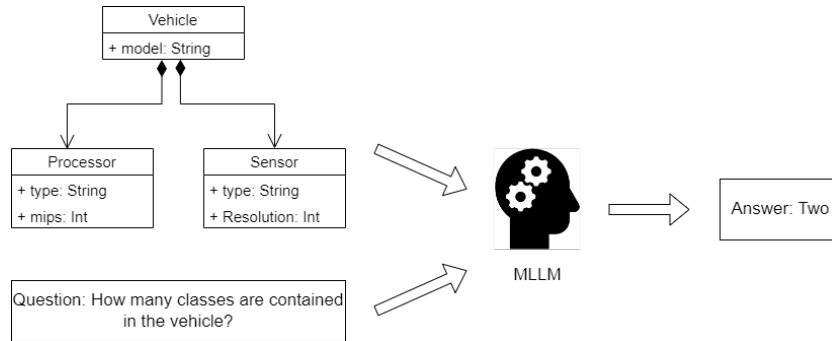 Vehicle
+ model: String
Processor
+ type: String
+ mips: Int
Sensor
+ type: String
+ Resolution: Int
Question: How many classes are contained
in the vehicle?
MLLM
Answer: Two